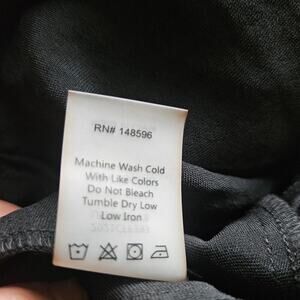 RN# 148596
Machine Wash Cold
With Like Colors
Do Not Bleach
Tumble Dry Low
Low Iron